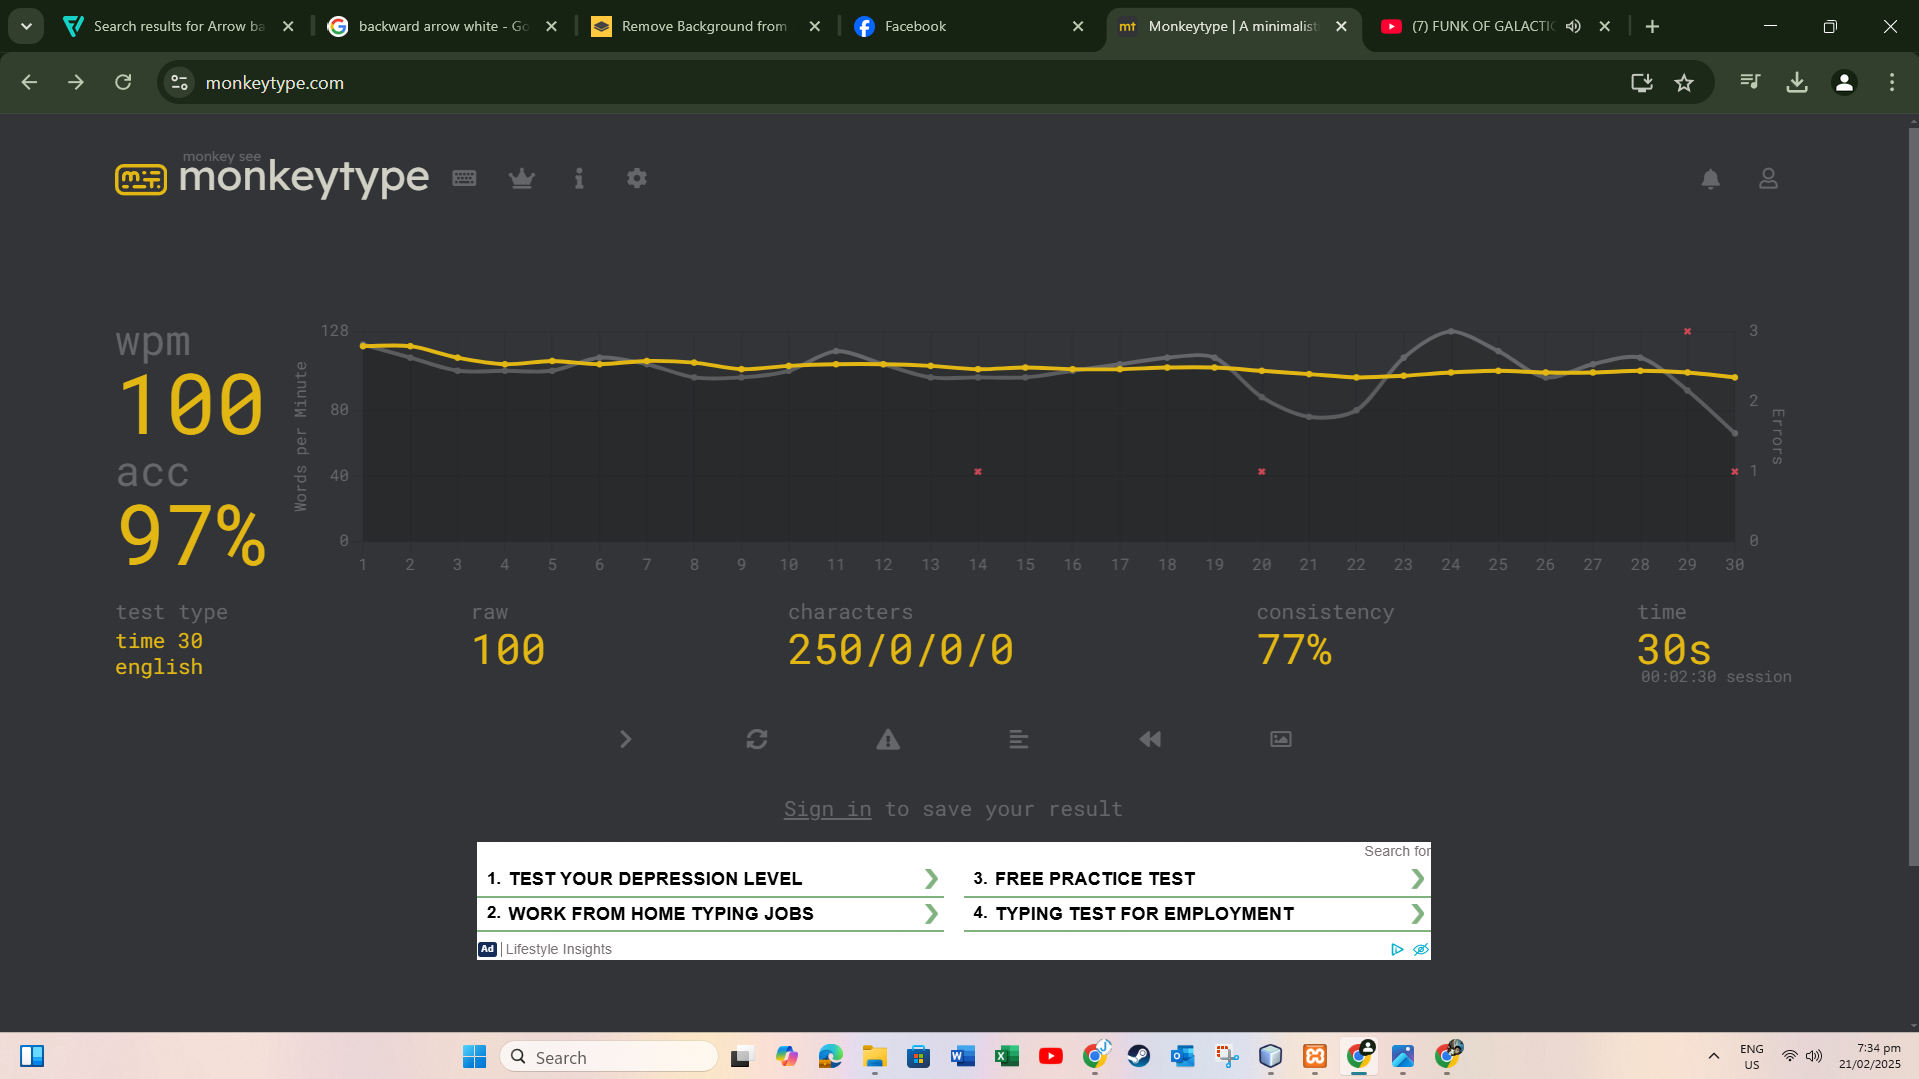 Search results for Arrow ba
backward arrow white - Go
Remove Background from
Facebook
mt Monkeytype | A minimalist
(7) FUNK OF GALACTIC
monkeytype.com
monkey see
monkeytype
wpm
100
acc
97%
Words per Minute
128
80
40
0
3
2
1
0
Errors
1 2 3 4 5 6 7 8 9 10 11 12 13 14 15 16 17 18 19 20 21 22 23 24 25 26 27 28 29 30
test type
time 30
english
raw
100
characters
250/0/0/0
consistency
77%
time
30s
00:02:30 session
Sign in to save your result
Search for
1. TEST YOUR DEPRESSION LEVEL
2. WORK FROM HOME TYPING JOBS
3. FREE PRACTICE TEST
4. TYPING TEST FOR EMPLOYMENT
Ad | Lifestyle Insights
Search
ENG
US
7:34 pm
21/02/2025